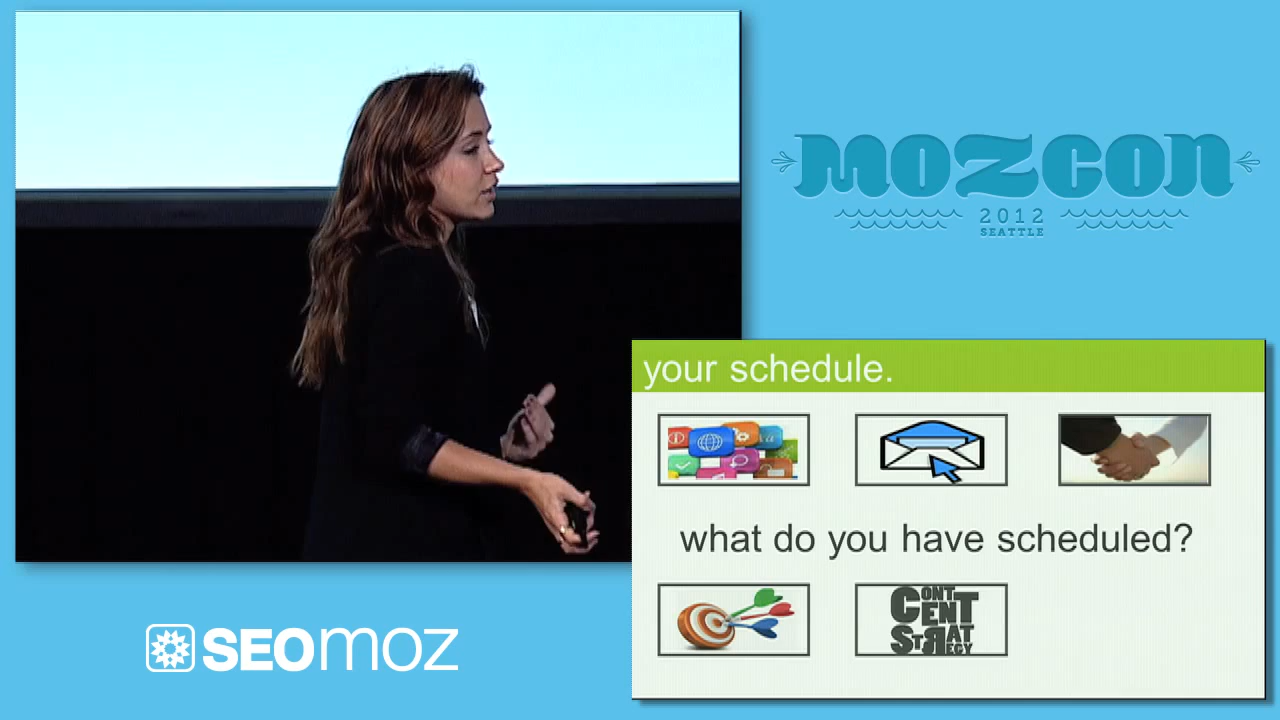 MOZCON
2012
SEATTLE
your schedule.
what do you have scheduled?
CONT
ENT
STRAT
EGY
SEOmoz